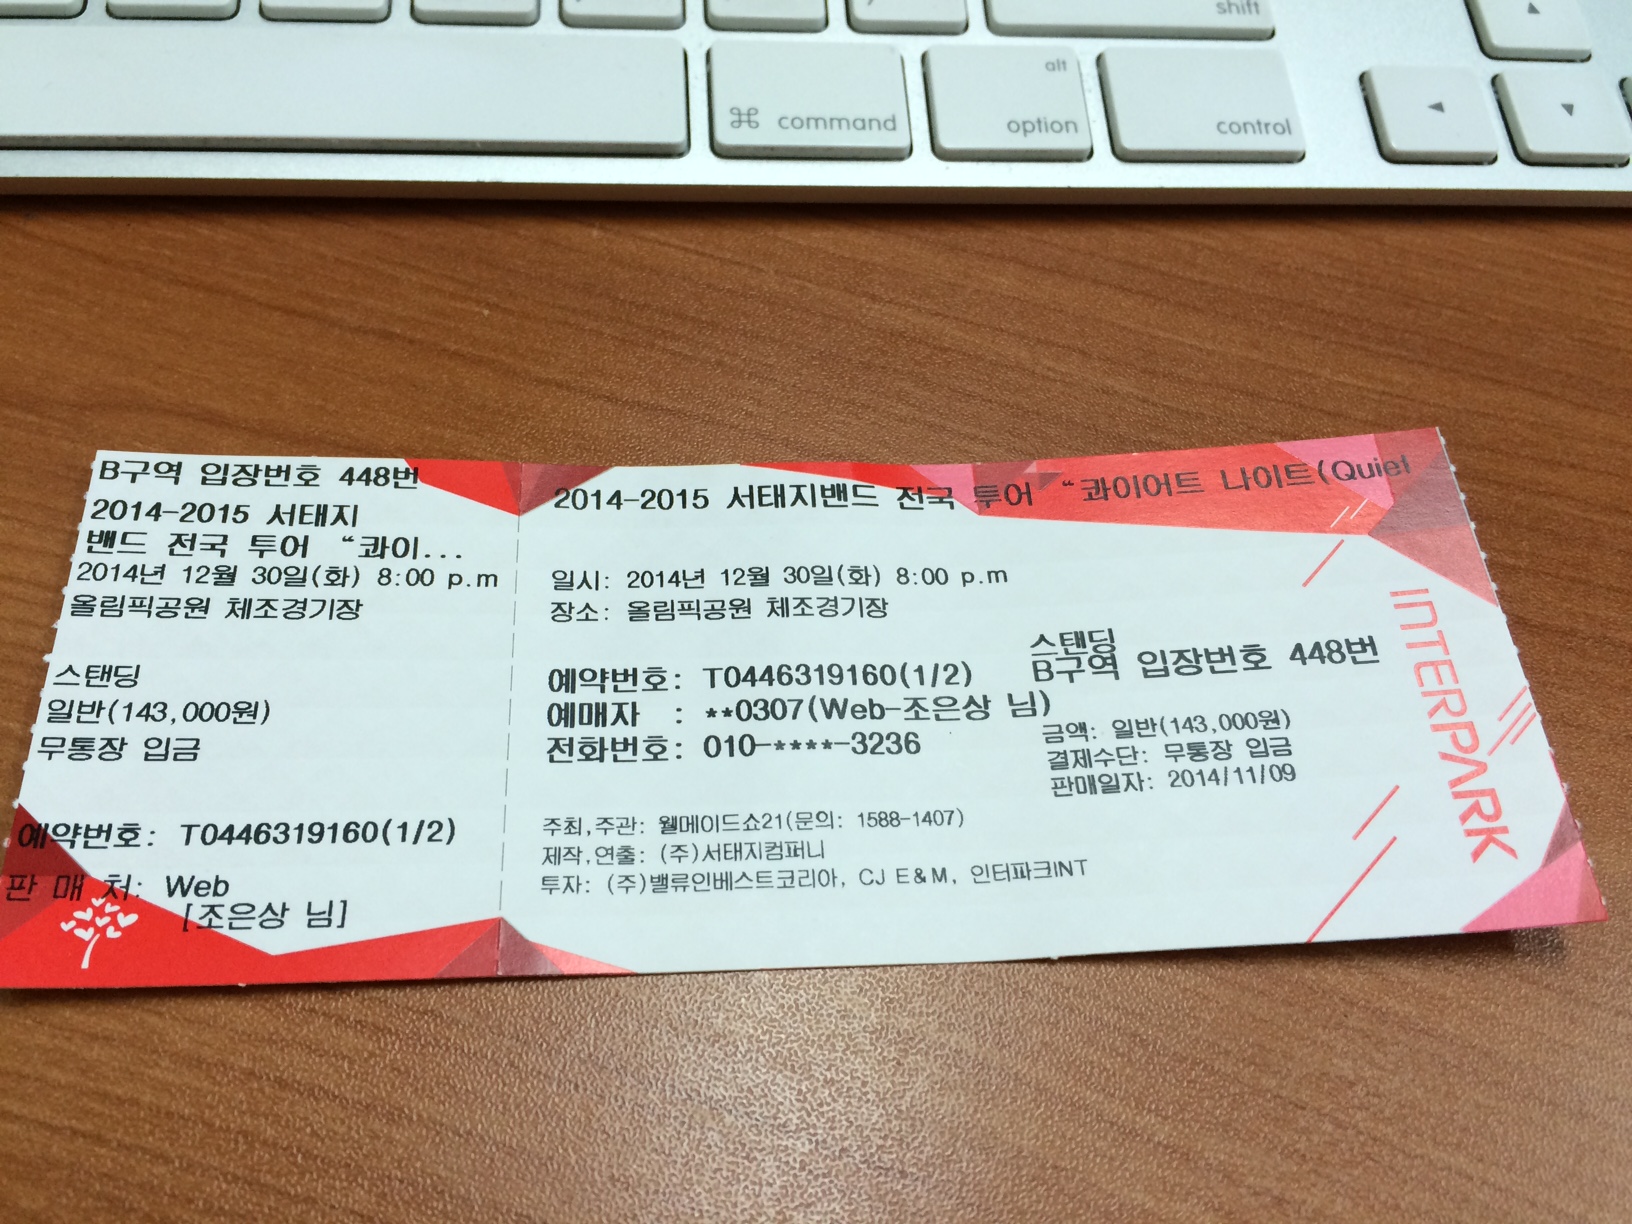 shift
alt
⌘ command
option
control
B구역 입장번호 448번
2014-2015 서태지
밴드 전국 투어 “콰이...
2014년 12월 30일(화) 8:00 p.m
올림픽공원 체조경기장
스탠딩
일반(143,000원)
무통장 입금
예약번호: T0446319160(1/2)
판 매 처: Web
[조은상 님]
2014-2015 서태지밴드 전국 투어 “콰이어트 나이트(Quiet
일시: 2014년 12월 30일(화) 8:00 p.m
장소: 올림픽공원 체조경기장
예약번호: T0446319160(1/2)
예매자 : **0307(Web-조은상 님)
전화번호: 010-****-3236
스탠딩
B구역 입장번호 448번
금액: 일반(143,000원)
결제수단: 무통장 입금
판매일자: 2014/11/09
주최,주관: 웰메이드쇼21(문의: 1588-1407)
제작,연출: (주)서태지컴퍼니
투자: (주)밸류인베스트코리아, CJ E&M, 인터파크INT
INTERPARK